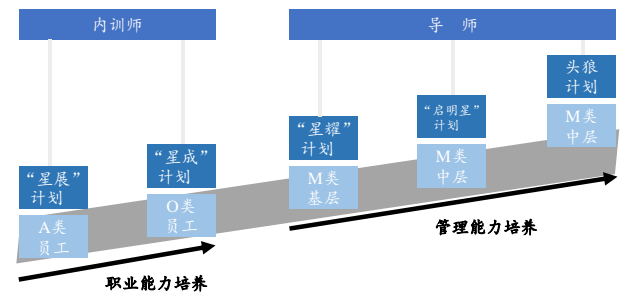 内训师
导 师
头狼
计划
M类
中层
“启明星”
计划
M类
中层
“星耀”
计划
M类
基层
“星成”
计划
O类
员工
“星展”
计划
A类
员工
管理能力培养
职业能力培养